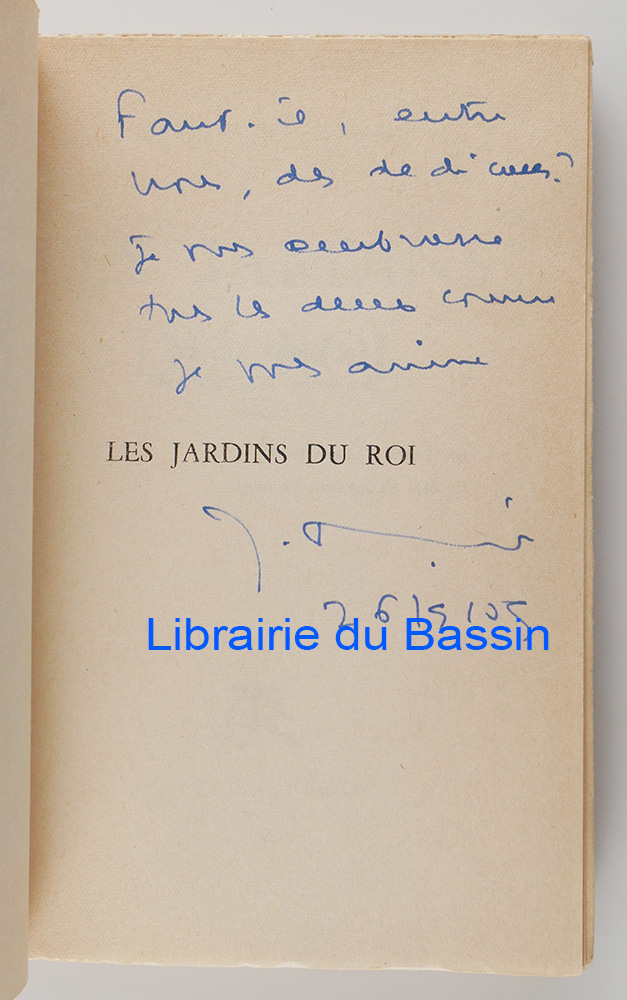 Faut-il, entre
nous, des dédicaces?
Je vous embrasse
tous les deux comme
je vous aime
LES JARDINS DU ROI
J.
Librairie du Bassin